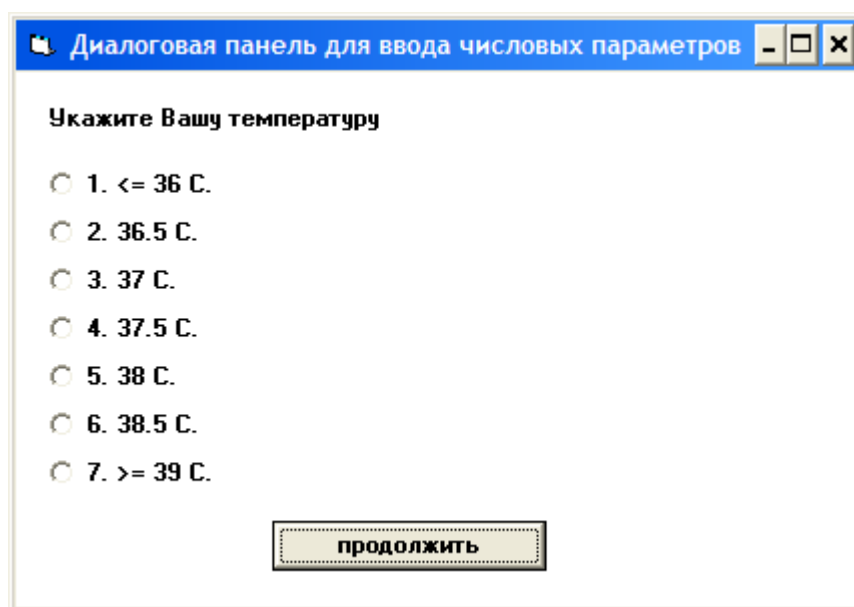 Диалоговая панель для ввода числовых параметров
Укажите Вашу температуру
1. <= 36 C.
2. 36.5 C.
3. 37 C.
4. 37.5 C.
5. 38 C.
6. 38.5 C.
7. >= 39 C.
продолжить